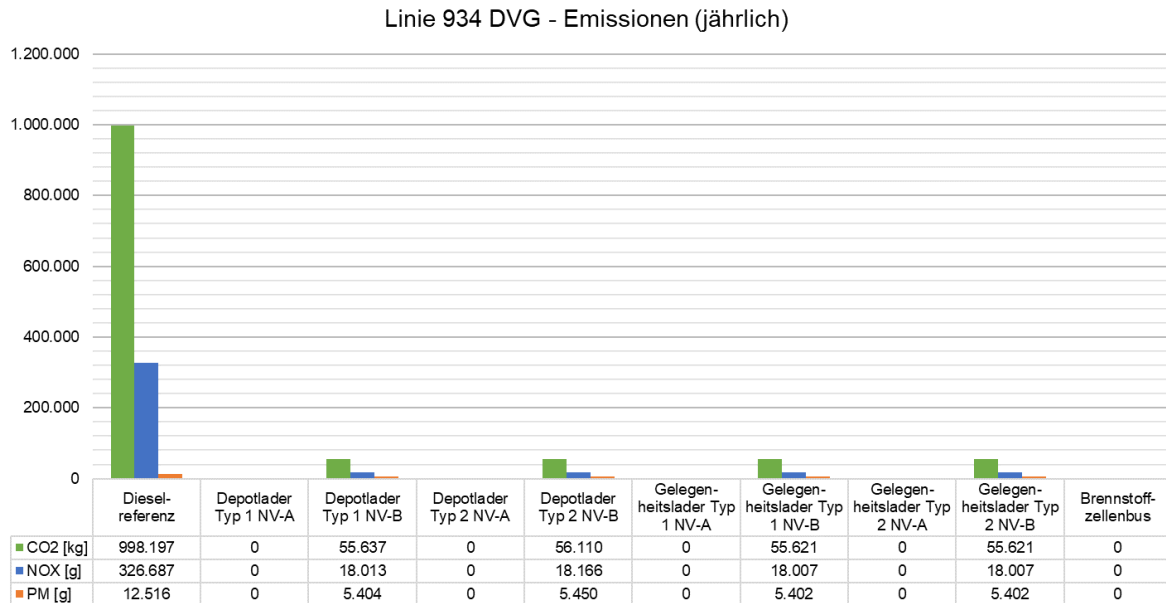 Linie 934 DVG - Emissionen (jährlich)
1.200.000
1.000.000
800.000
600.000
400.000
200.000
0
Diesel-
referenz
Depotlader
Typ 1 NV-A
Depotlader
Typ 1 NV-B
Depotlader
Typ 2 NV-A
Depotlader
Typ 2 NV-B
Gelegen-
heitslader Typ
1 NV-A
Gelegen-
heitslader Typ
1 NV-B
Gelegen-
heitslader Typ
2 NV-A
Gelegen-
heitslader Typ
2 NV-B
Brennstoff-
zellenbus
CO2 [kg] 998.197 0 55.637 0 56.110 0 55.621 0 55.621 0
NOX [g] 326.687 0 18.013 0 18.166 0 18.007 0 18.007 0
PM [g] 12.516 0 5.404 0 5.450 0 5.402 0 5.402 0